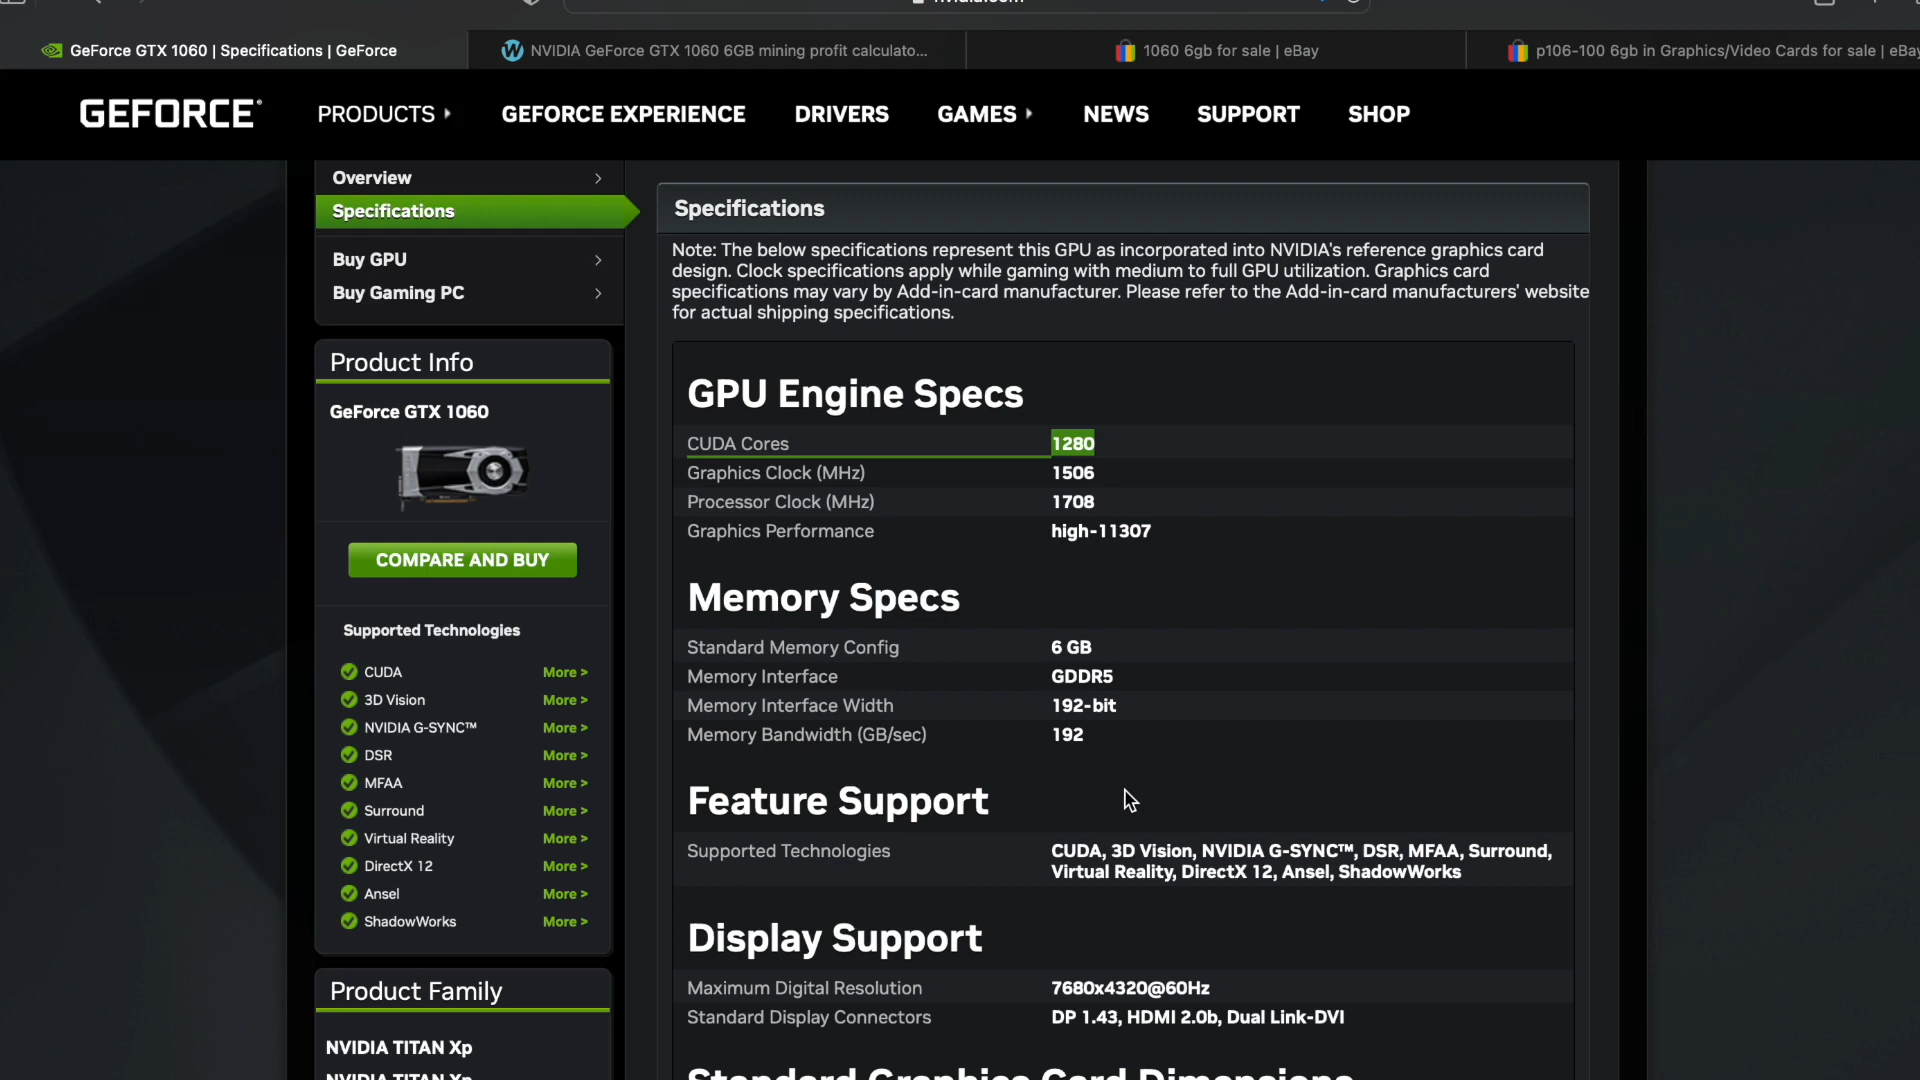 GeForce GTX 1060 | Specifications | GeForce
NVIDIA GeForce GTX 1060 6GB mining profit calculato...
1060 6gb for sale | eBay
p106-100 6gb in Graphics/Video Cards for sale | eBay
GEFORCE
PRODUCTS
GEFORCE EXPERIENCE
DRIVERS
GAMES
NEWS
SUPPORT
SHOP
Overview
Specifications
Buy GPU
Buy Gaming PC
Product Info
GeForce GTX 1060
COMPARE AND BUY
Supported Technologies
CUDA More >
3D Vision More >
NVIDIA G-SYNC™ More >
DSR More >
MFAA More >
Surround More >
Virtual Reality More >
DirectX 12 More >
Ansel More >
ShadowWorks More >
Product Family
NVIDIA TITAN Xp
NVIDIA TITAN Xp
Specifications
Note: The below specifications represent this GPU as incorporated into NVIDIA's reference graphics card
design. Clock specifications apply while gaming with medium to full GPU utilization. Graphics card
specifications may vary by Add-in-card manufacturer. Please refer to the Add-in-card manufacturers' website
for actual shipping specifications.
GPU Engine Specs
CUDA Cores 1280
Graphics Clock (MHz) 1506
Processor Clock (MHz) 1708
Graphics Performance high-11307
Memory Specs
Standard Memory Config 6 GB
Memory Interface GDDR5
Memory Interface Width 192-bit
Memory Bandwidth (GB/sec) 192
Feature Support
Supported Technologies CUDA, 3D Vision, NVIDIA G-SYNC™, DSR, MFAA, Surround,
Virtual Reality, DirectX 12, Ansel, ShadowWorks
Display Support
Maximum Digital Resolution 7680x4320@60Hz
Standard Display Connectors DP 1.43, HDMI 2.0b, Dual Link-DVI
Standard Graphics Card Dimensions